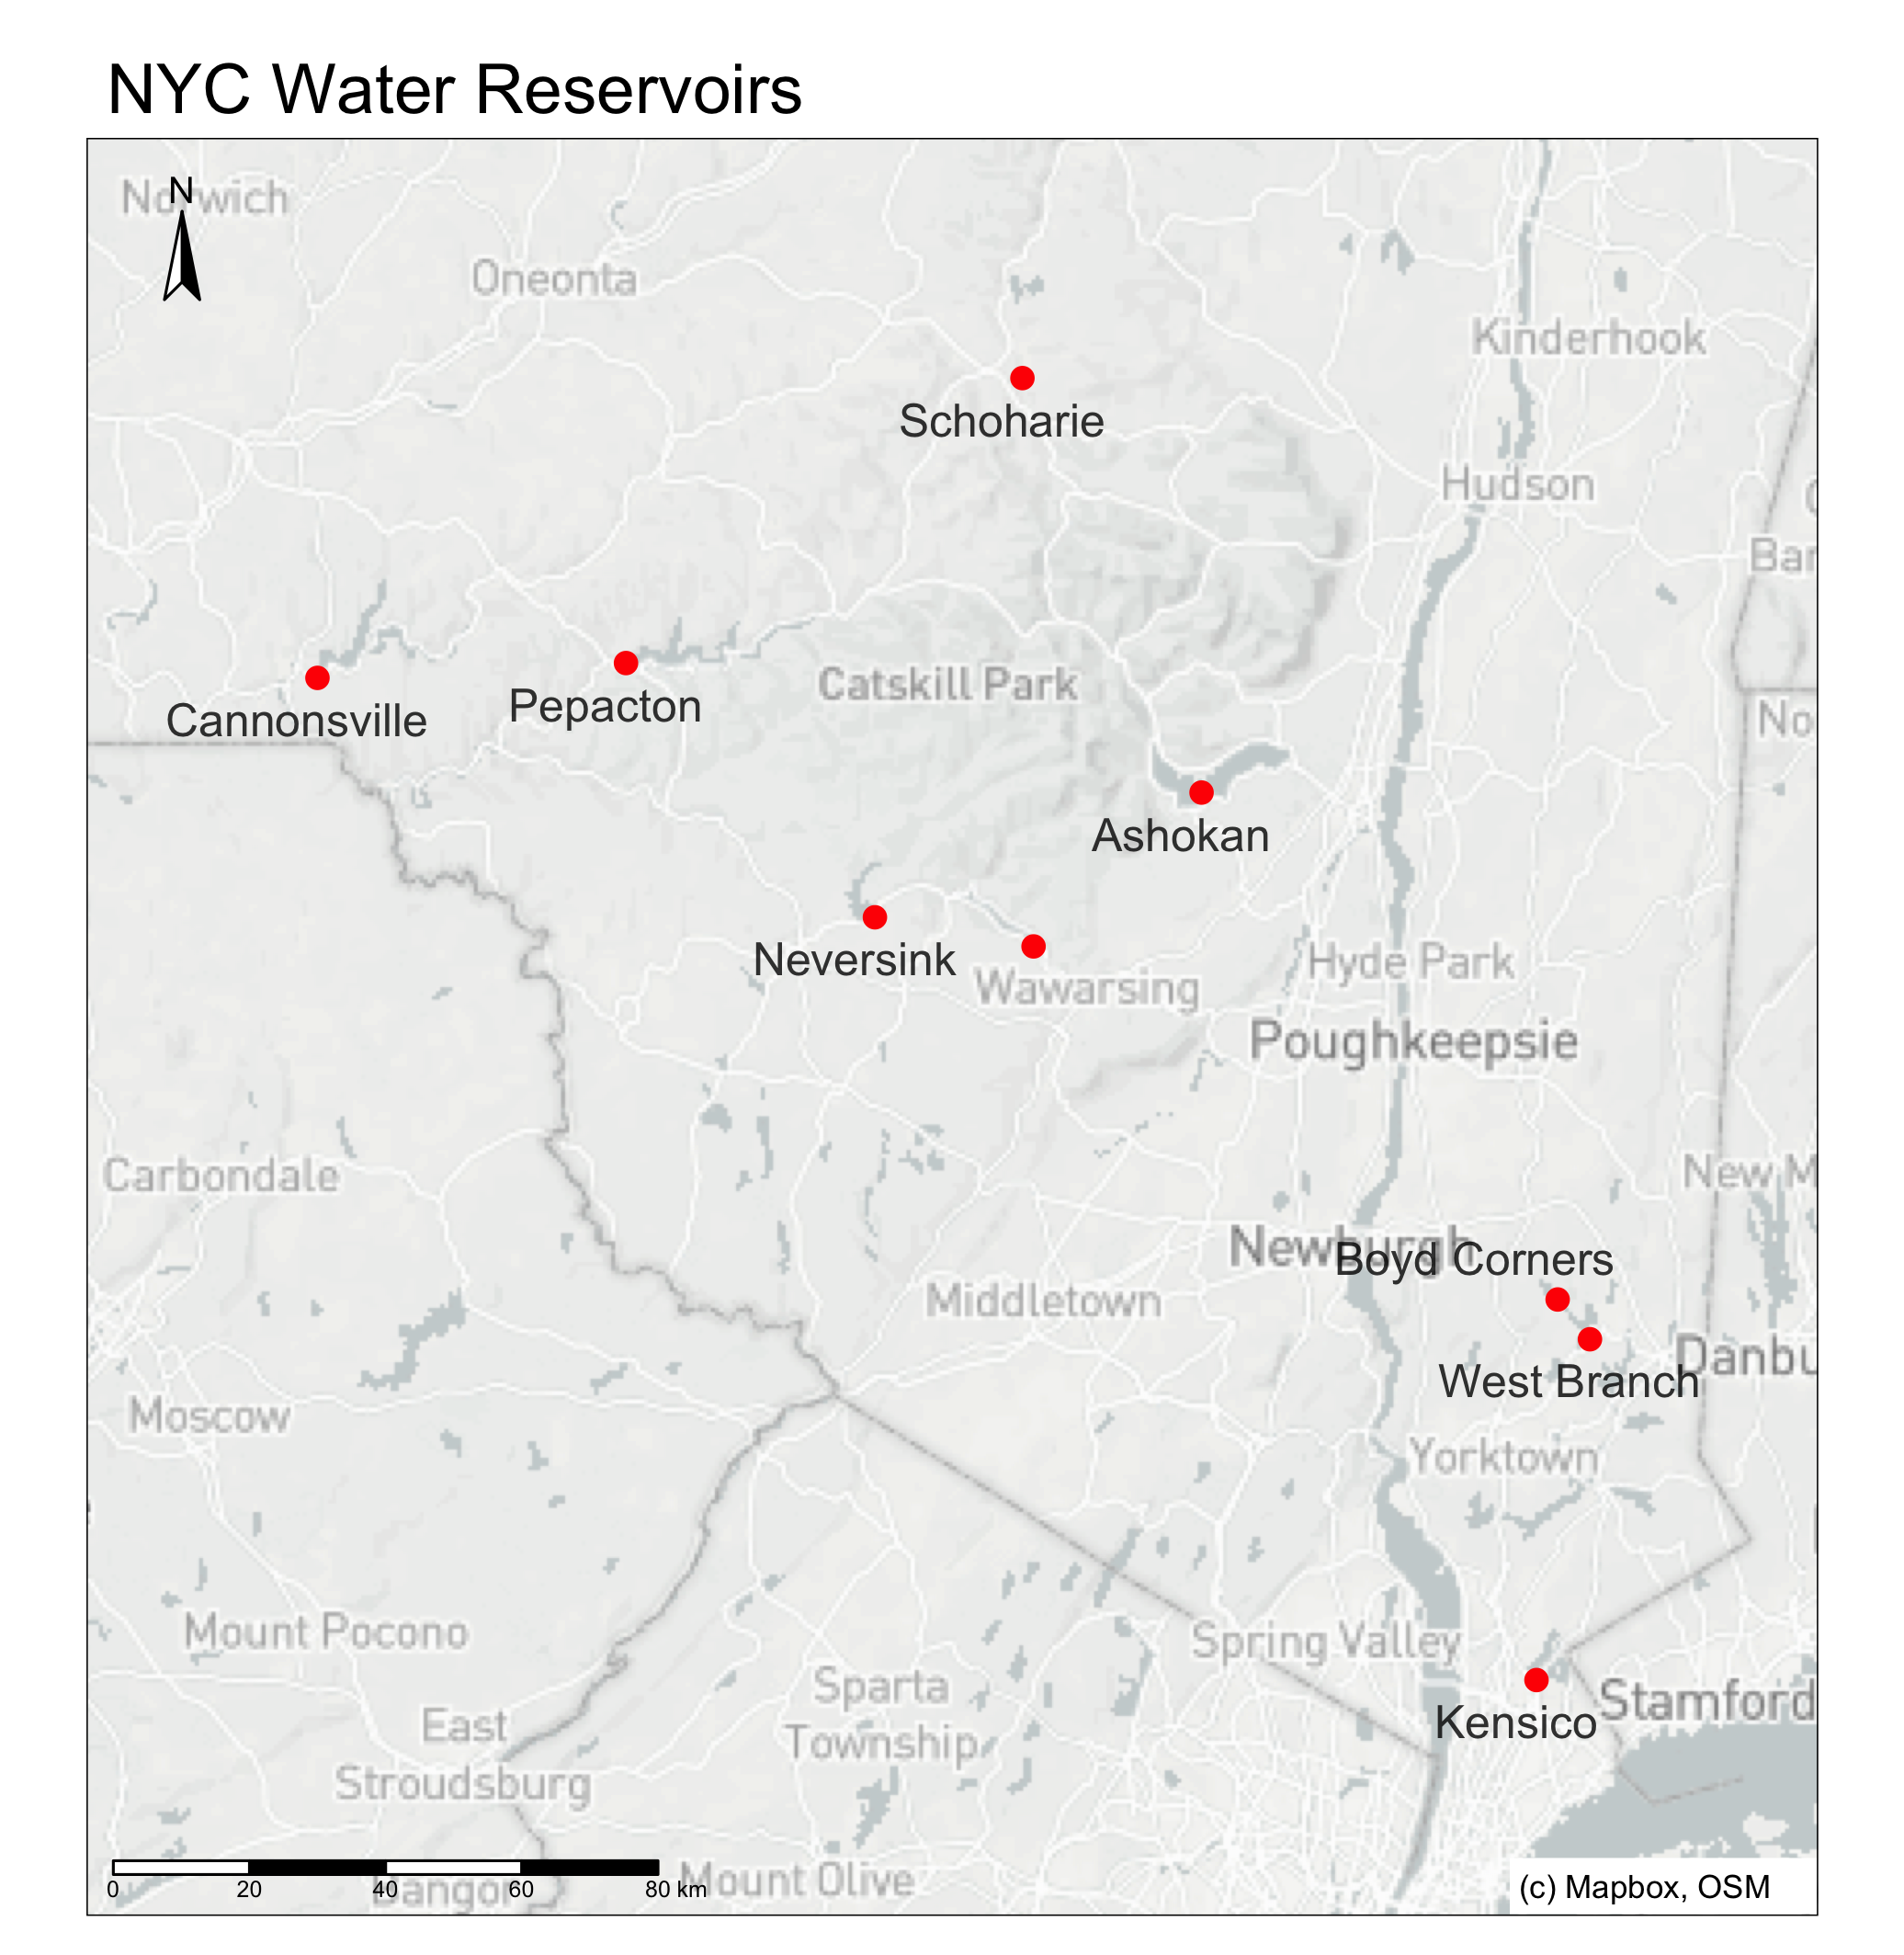 NYC Water Reservoirs
N
Norwich
Oneonta
Kinderhook
Schoharie
Hudson
Cannonsville
Pepacton
Catskill Park
Ashokan
Neversink
Wawarsing
Hyde Park
Poughkeepsie
Carbondale
New M
Newburgh
Boyd Corners
Middletown
Danbu
West Branch
Moscow
Yorktown
Mount Pocono
Spring Valley
Sparta
Township
Kensico
Stamford
East
Stroudsburg
Mount Olive
Bangor
0 20 40 60 80 km
(c) Mapbox, OSM
Bar
No